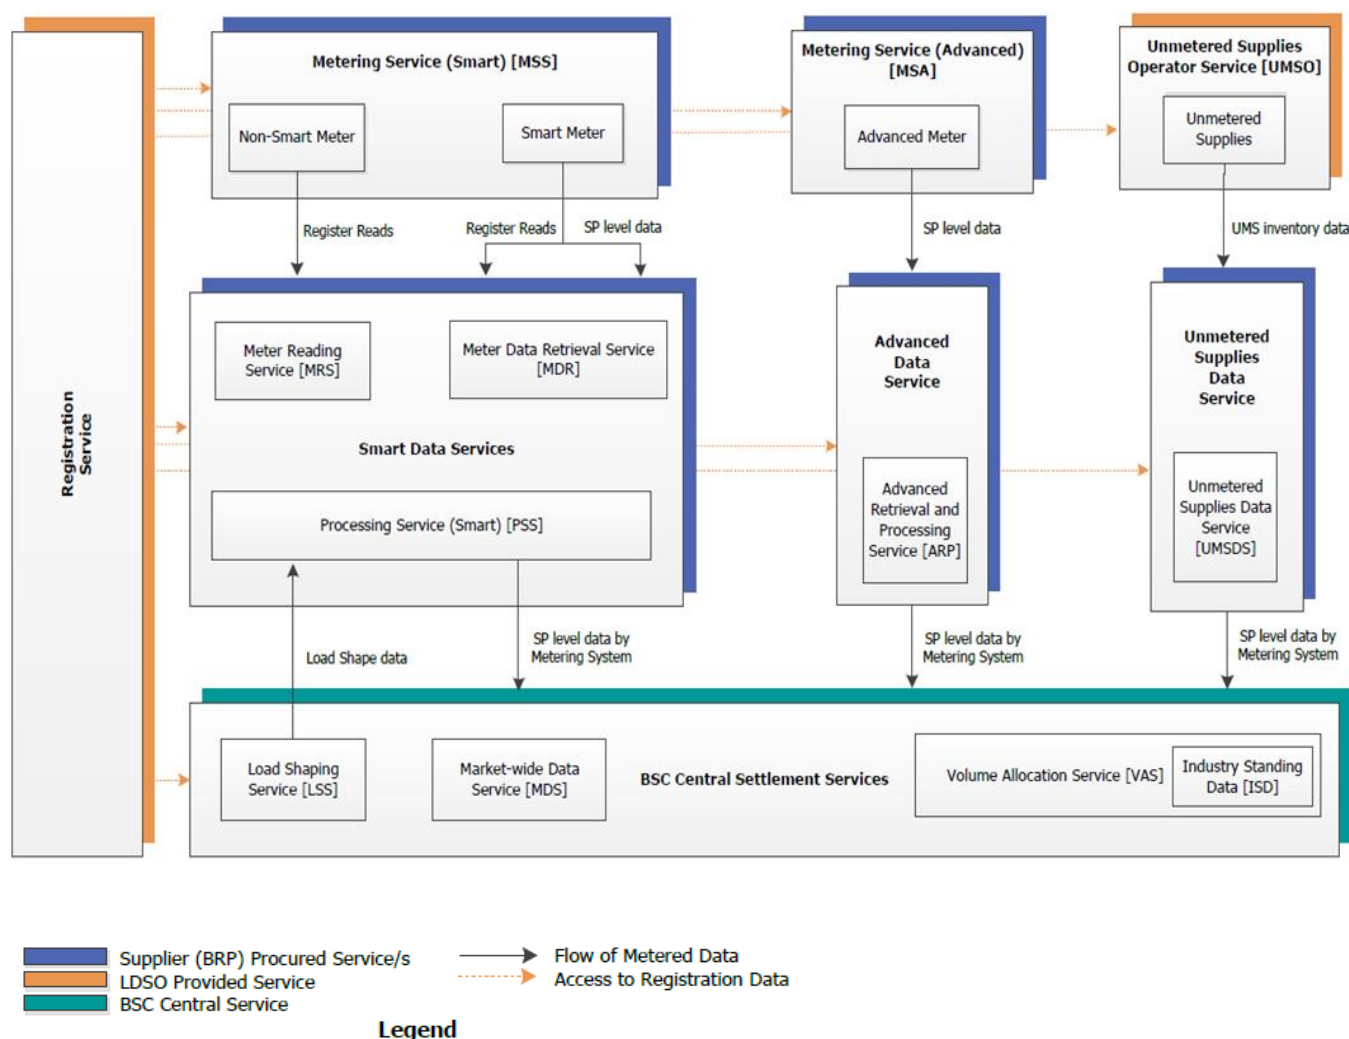 Metering Service (Smart) [MSS]
Metering Service (Advanced)
[MSA]
Unmetered Supplies
Operator Service [UMSO]
Non-Smart Meter
Smart Meter
Advanced Meter
Unmetered
Supplies
Register Reads
Register Reads
SP level data
SP level data
UMS inventory data
Registration
Service
Meter Reading
Service [MRS]
Meter Data Retrieval Service
[MDR]
Smart Data Services
Processing Service (Smart) [PSS]
Advanced
Data
Service
Advanced
Retrieval and
Processing
Service [ARP]
Unmetered
Supplies
Data
Service
Unmetered
Supplies Data
Service
[UMSDS]
Load Shape data
SP level data by
Metering System
SP level data by
Metering System
SP level data by
Metering System
Load Shaping
Service [LSS]
Market-wide Data
Service [MDS]
BSC Central Settlement Services
Volume Allocation Service [VAS]
Industry Standing
Data [ISD]
Supplier (BRP) Procured Service/s
LDSO Provided Service
BSC Central Service
Flow of Metered Data
Access to Registration Data
Legend